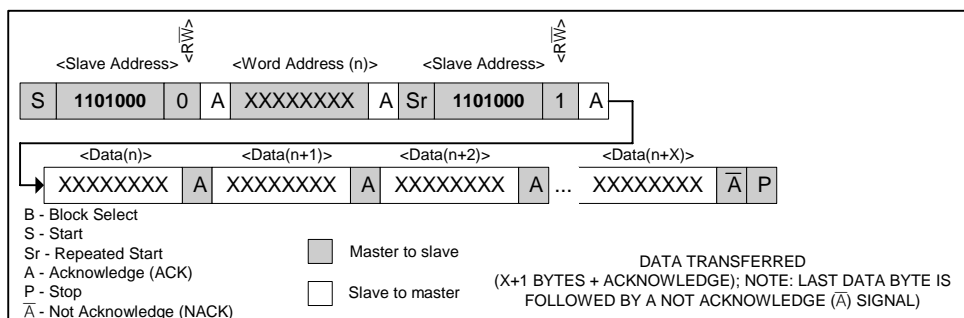 <RW̅>
<RW̅>
<Slave Address> <Word Address (n)> <Slave Address>
S 1101000 0 A XXXXXXXX A Sr 1101000 1 A
<Data(n)> <Data(n+1)> <Data(n+2)> <Data(n+X)>
XXXXXXXX A XXXXXXXX A XXXXXXXX A ... XXXXXXXX A̅ P
B - Block Select
S - Start
Sr - Repeated Start
A - Acknowledge (ACK)
P - Stop
A̅ - Not Acknowledge (NACK)
Master to slave
Slave to master
DATA TRANSFERRED
(X+1 BYTES + ACKNOWLEDGE); NOTE: LAST DATA BYTE IS
FOLLOWED BY A NOT ACKNOWLEDGE (A̅) SIGNAL)